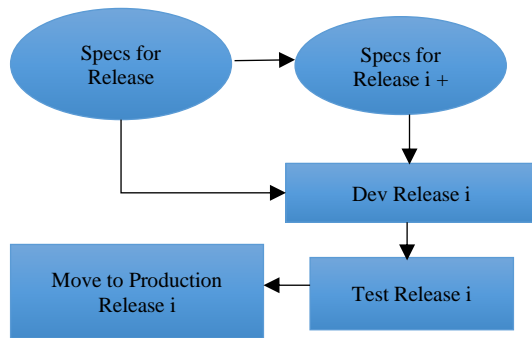 Specs for
Release
Specs for
Release i +
Dev Release i
Move to Production
Release i
Test Release i